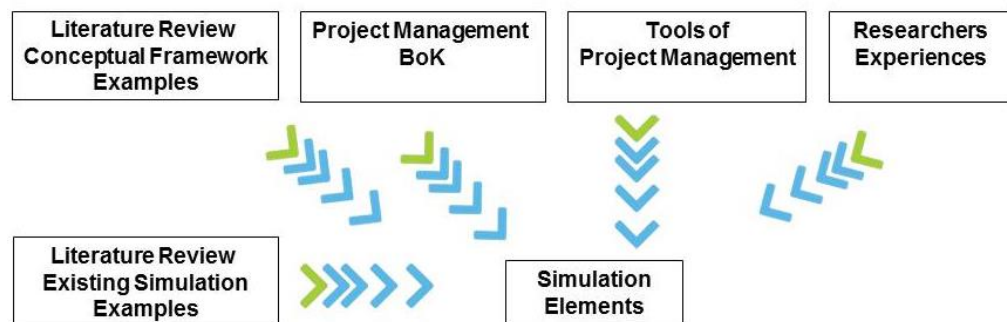 Literature Review
Conceptual Framework
Examples
Project Management
BoK
Tools of
Project Management
Researchers
Experiences
Literature Review
Existing Simulation
Examples
Simulation
Elements